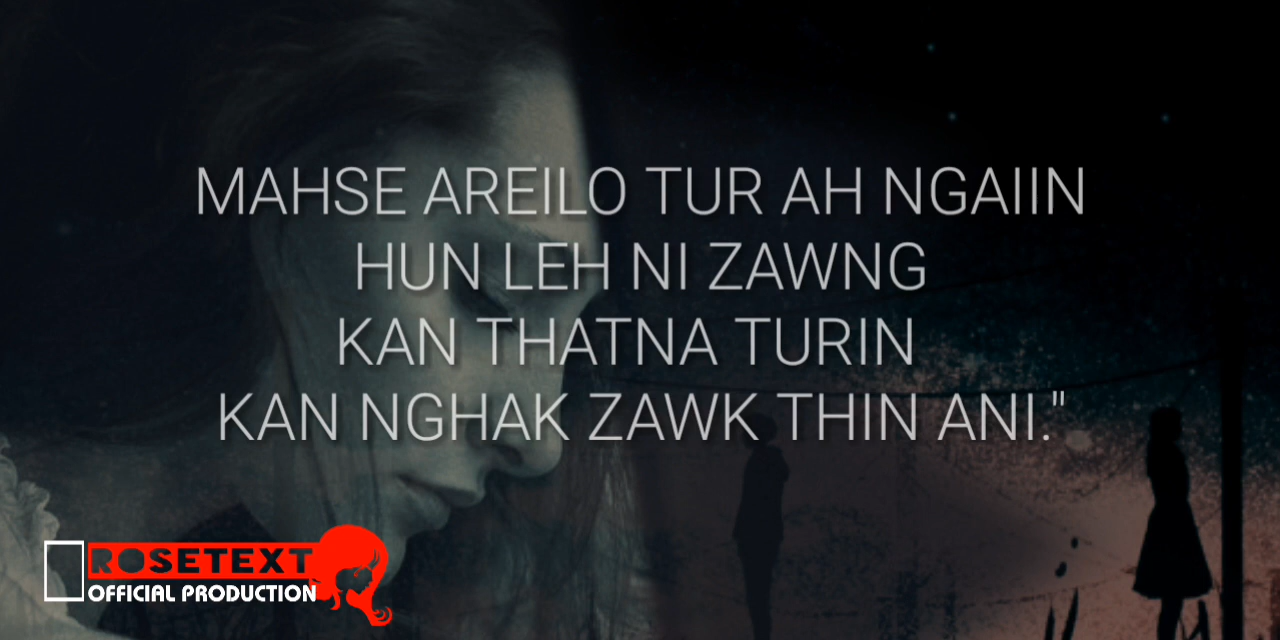 MAHSE AREILO TUR AH NGAIIN
HUN LEH NI ZAWNG
KAN THATNA TURIN
KAN NGHAK ZAWK THIN ANI."
ROSETEXT
OFFICIAL PRODUCTION